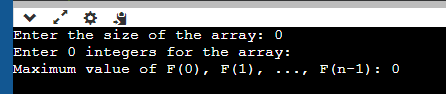 Enter the size of the array: 0
Enter 0 integers for the array:
Maximum value of F(0), F(1), ..., F(n-1): 0